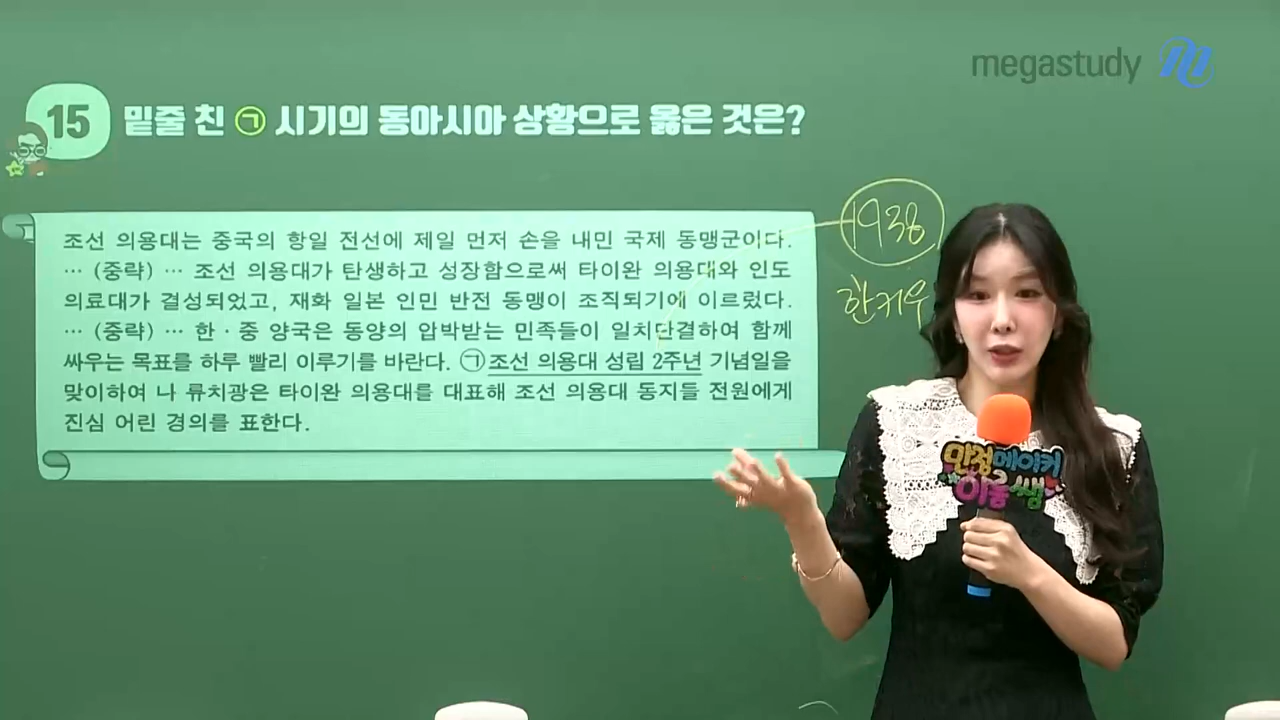 megastudy
15 밑줄 친 ㉠ 시기의 동아시아 상황으로 옳은 것은?
조선 의용대는 중국의 항일 전선에 제일 먼저 손을 내민 국제 동맹군이다.
… (중략) … 조선 의용대가 탄생하고 성장함으로써 타이완 의용대와 인도
의료대가 결성되었고, 재화 일본 인민 반전 동맹이 조직되기에 이르렀다.
… (중략) … 한ㆍ중 양국은 동양의 압박받는 민족들이 일치단결하여 함께
싸우는 목표를 하루 빨리 이루기를 바란다. ㉠조선 의용대 성립 2주년 기념일을
맞이하여 나 류치광은 타이완 의용대를 대표해 조선 의용대 동지들 전원에게
진심 어린 경의를 표한다.
1938
한커우
만점메이커
이다솜쌤